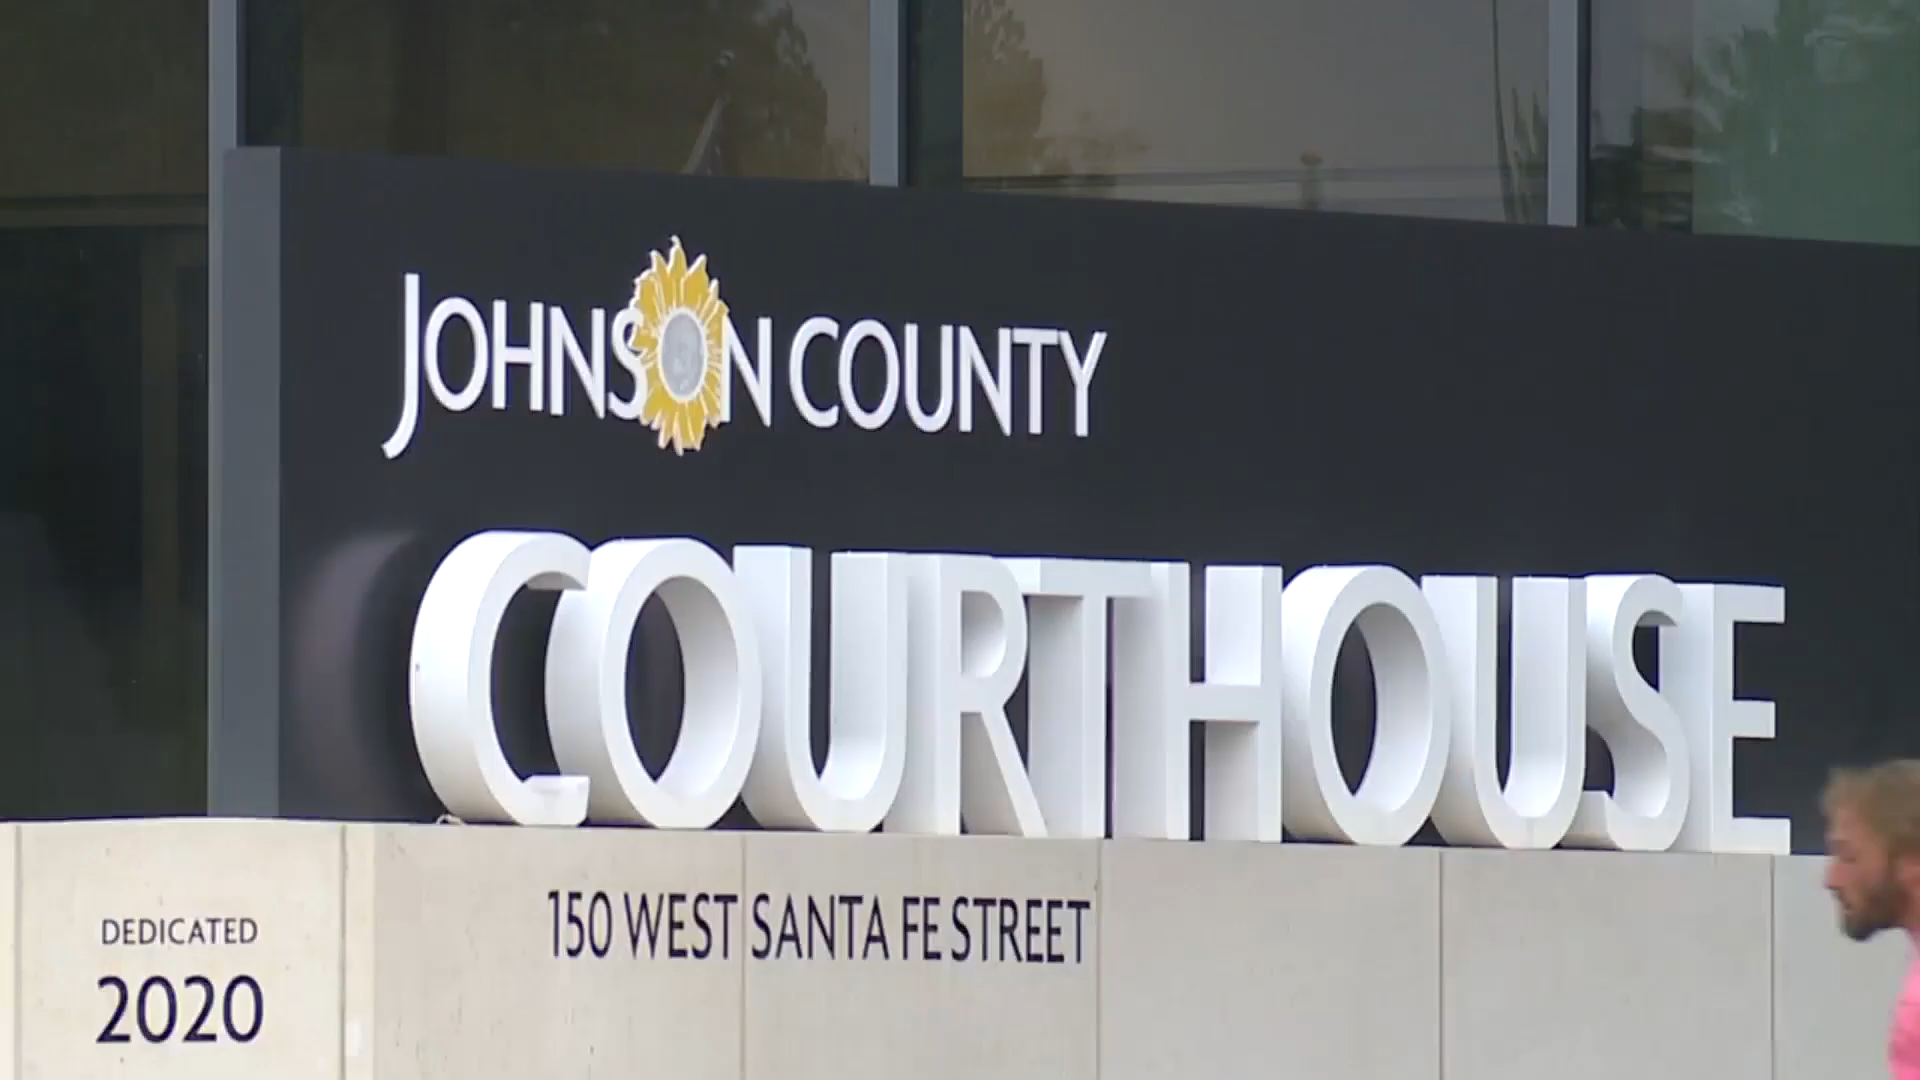 JOHNSON COUNTY
COURTHOUSE
150 WEST SANTA FE STREET
DEDICATED
2020